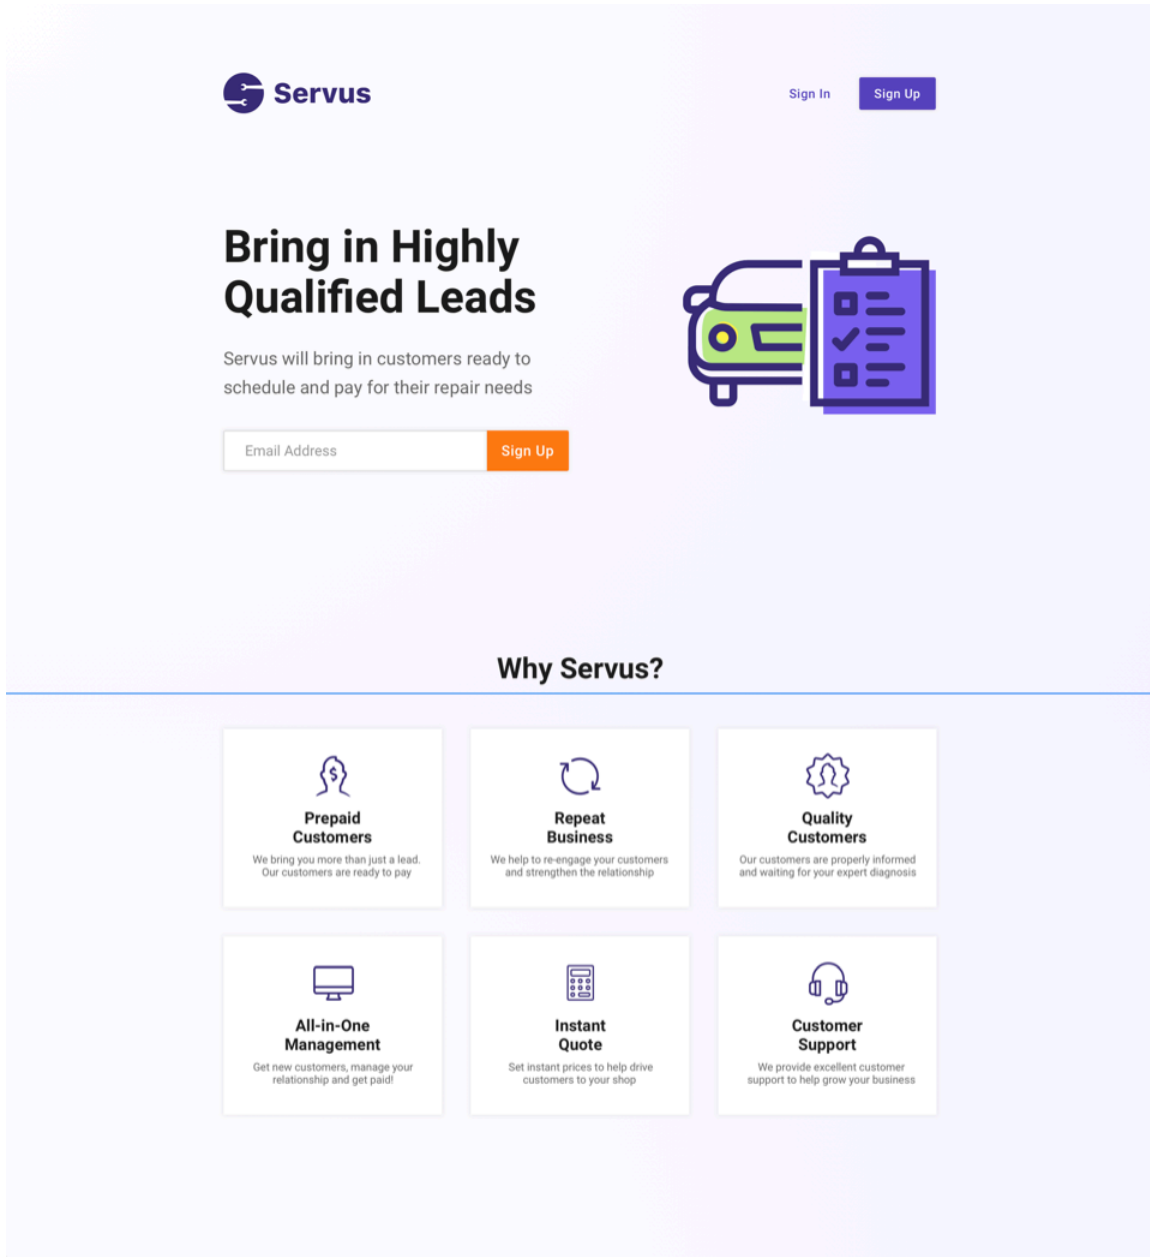 Servus
Sign In
Sign Up
Bring in Highly
Qualified Leads
Servus will bring in customers ready to
schedule and pay for their repair needs
Email Address
Sign Up
Why Servus?
Prepaid
Customers
We bring you more than just a lead.
Our customers are ready to pay
Repeat
Business
We help to re-engage your customers
and strengthen the relationship
Quality
Customers
Our customers are properly informed
and waiting for your expert diagnosis
All-in-One
Management
Get new customers, manage your
relationship and get paid!
Instant
Quote
Set instant prices to help drive
customers to your shop
Customer
Support
We provide excellent customer
support to help grow your business